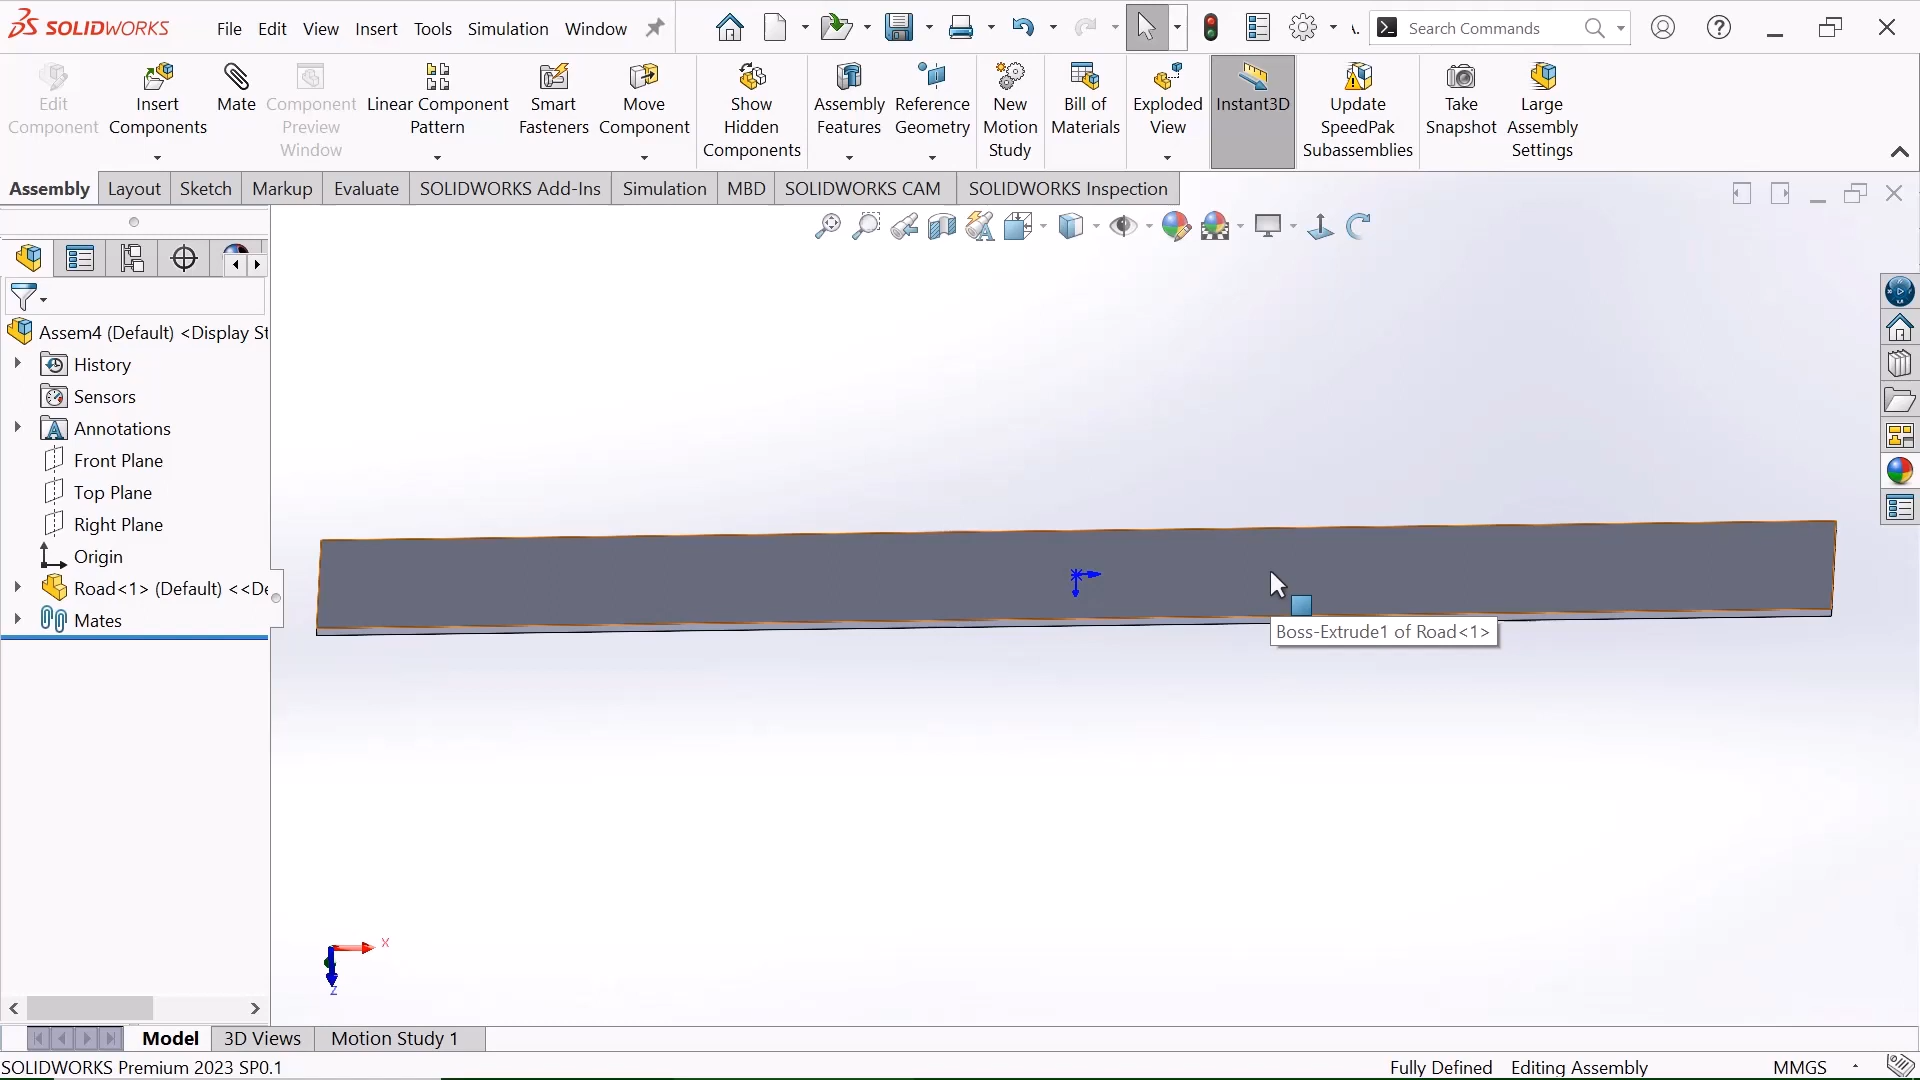 SOLIDWORKS
File Edit View Insert Tools Simulation Window
Search Commands
Edit Component
Insert Components
Mate
Component Preview Window
Linear Component Pattern
Smart Fasteners
Move Component
Show Hidden Components
Assembly Features
Reference Geometry
New Motion Study
Bill of Materials
Exploded View
Instant3D
Update SpeedPak Subassemblies
Take Snapshot
Large Assembly Settings
Assembly Layout Sketch Markup Evaluate SOLIDWORKS Add-Ins Simulation MBD SOLIDWORKS CAM SOLIDWORKS Inspection
Assem4 (Default) <Display St
History
Sensors
Annotations
Front Plane
Top Plane
Right Plane
Origin
Road<1> (Default) <<De
Mates
Boss-Extrude1 of Road<1>
X
Z
Model 3D Views Motion Study 1
SOLIDWORKS Premium 2023 SP0.1
Fully Defined Editing Assembly MMGS